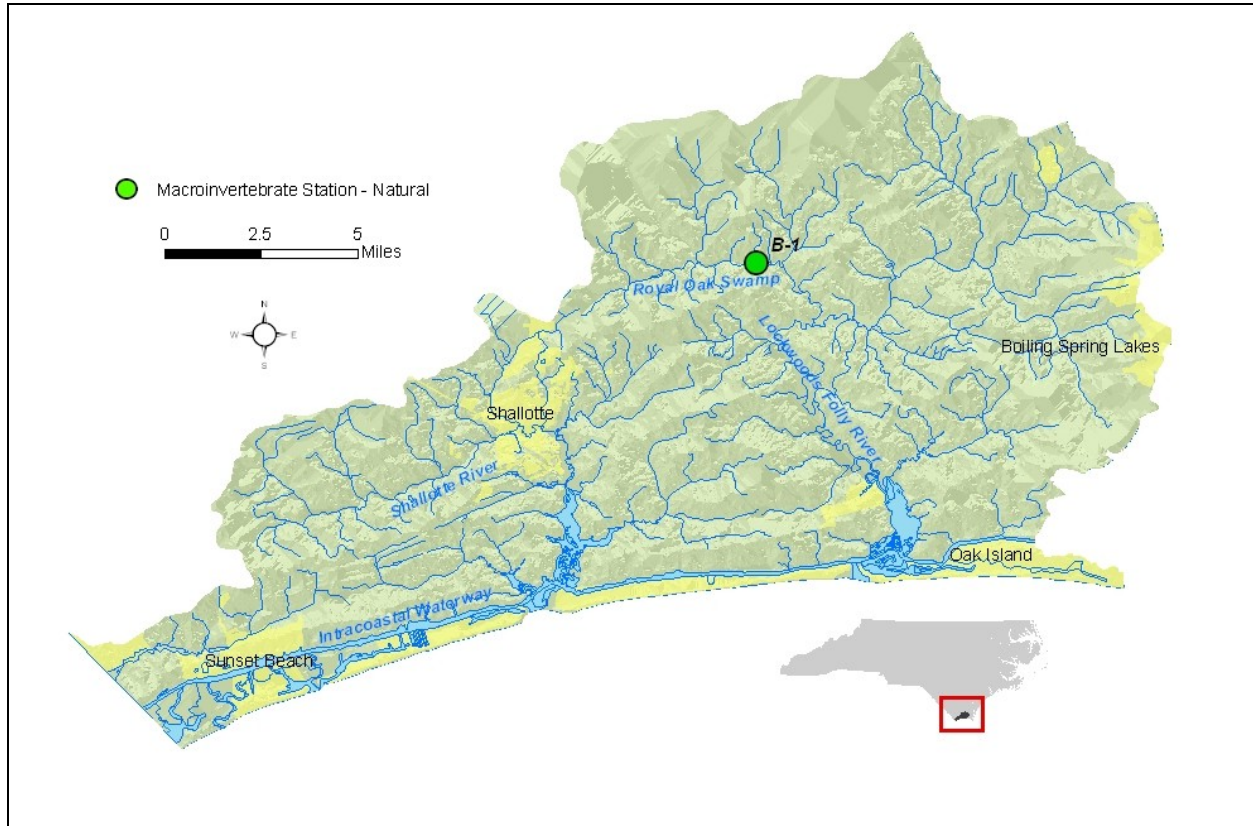 Macroinvertebrate Station - Natural
0 2.5 5
Miles
N
W E
S
B-1
Royal Oak Swamp
Lockwoods Folly River
Boiling Spring Lakes
Shallotte
Shallotte River
Oak Island
Intracoastal Waterway
Sunset Beach